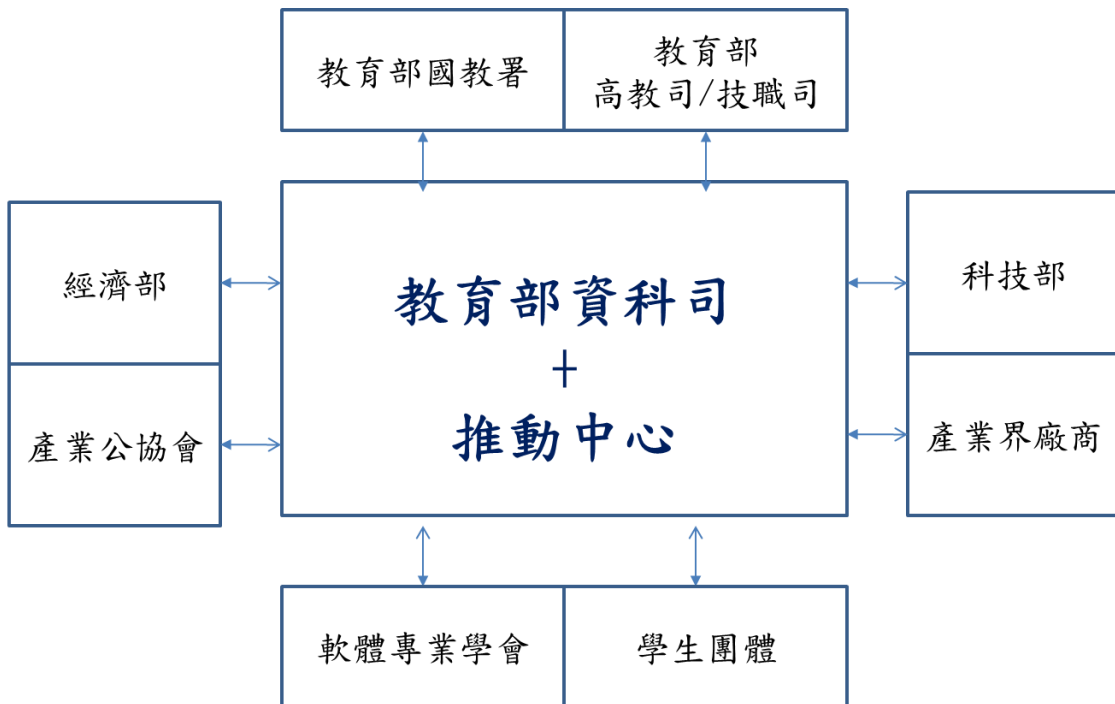 教育部國教署
教育部
高教司/技職司
經濟部
教育部資科司
+
推動中心
科技部
產業公協會
產業界廠商
軟體專業學會
學生團體